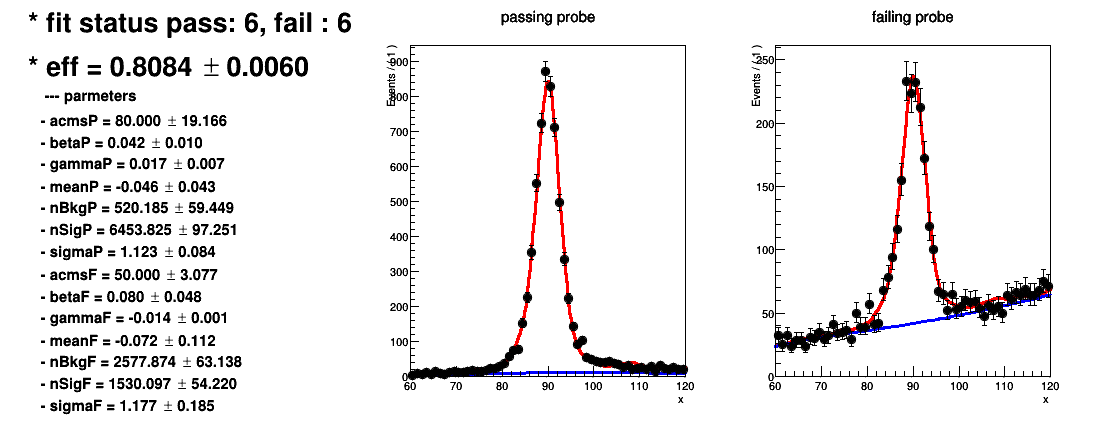 * fit status pass: 6, fail : 6
* eff = 0.8084 ± 0.0060
--- parmeters
- acmsP = 80.000 ± 19.166
- betaP = 0.042 ± 0.010
- gammaP = 0.017 ± 0.007
- meanP = -0.046 ± 0.043
- nBkgP = 520.185 ± 59.449
- nSigP = 6453.825 ± 97.251
- sigmaP = 1.123 ± 0.084
- acmsF = 50.000 ± 3.077
- betaF = 0.080 ± 0.048
- gammaF = -0.014 ± 0.001
- meanF = -0.072 ± 0.112
- nBkgF = 2577.874 ± 63.138
- nSigF = 1530.097 ± 54.220
- sigmaF = 1.177 ± 0.185
passing probe
Events / ( 1 )
900
800
700
600
500
400
300
200
100
0
60 70 80 90 100 110 120
x
failing probe
Events / ( 1 )
250
200
150
100
50
0
60 70 80 90 100 110 120
x